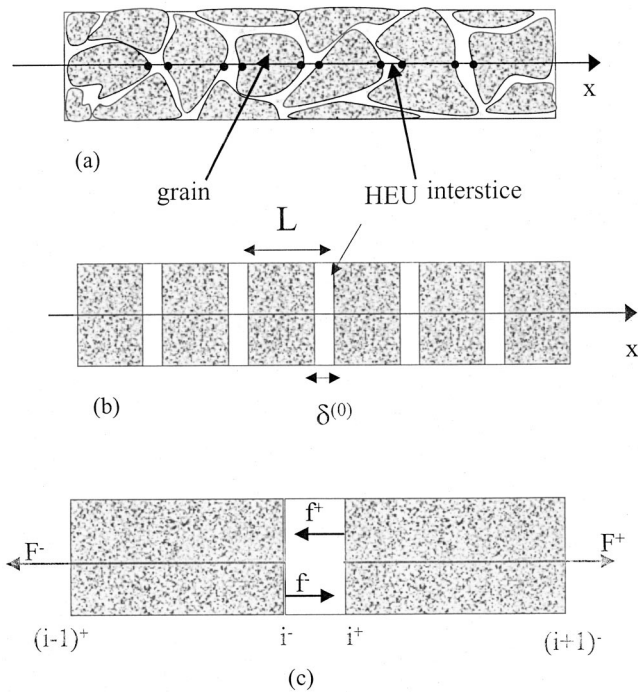 x
(a)
grain
HEU interstice
L
x
(b)
δ(0)
f+
F- F+
f-
(i-1)+ i- i+ (i+1)-
(c)